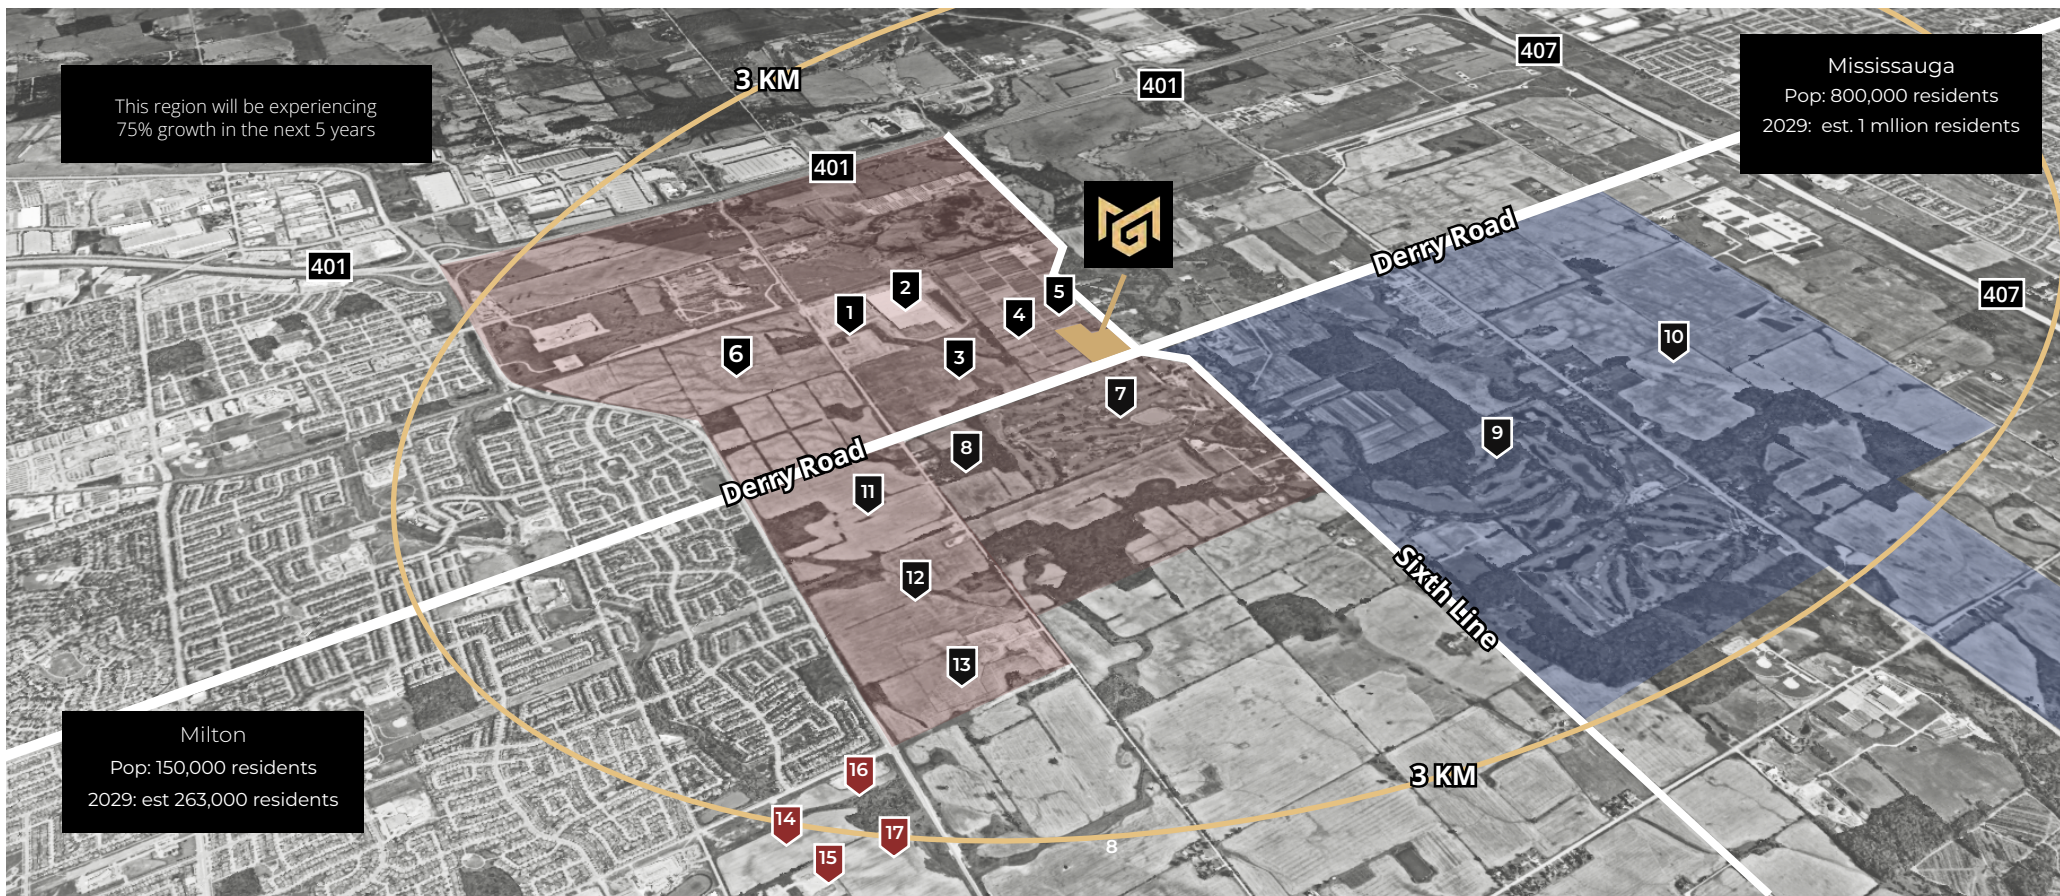 3 KM
407
401
This region will be experiencing
75% growth in the next 5 years
Mississauga
Pop: 800,000 residents
2029: est. 1 mllion residents
401
401
MG
Derry Road
407
5
2
1
4
10
6
3
7
9
8
Derry Road
11
12
Sixth Line
13
Milton
Pop: 150,000 residents
2029: est 263,000 residents
16
3 KM
14
17
8
15